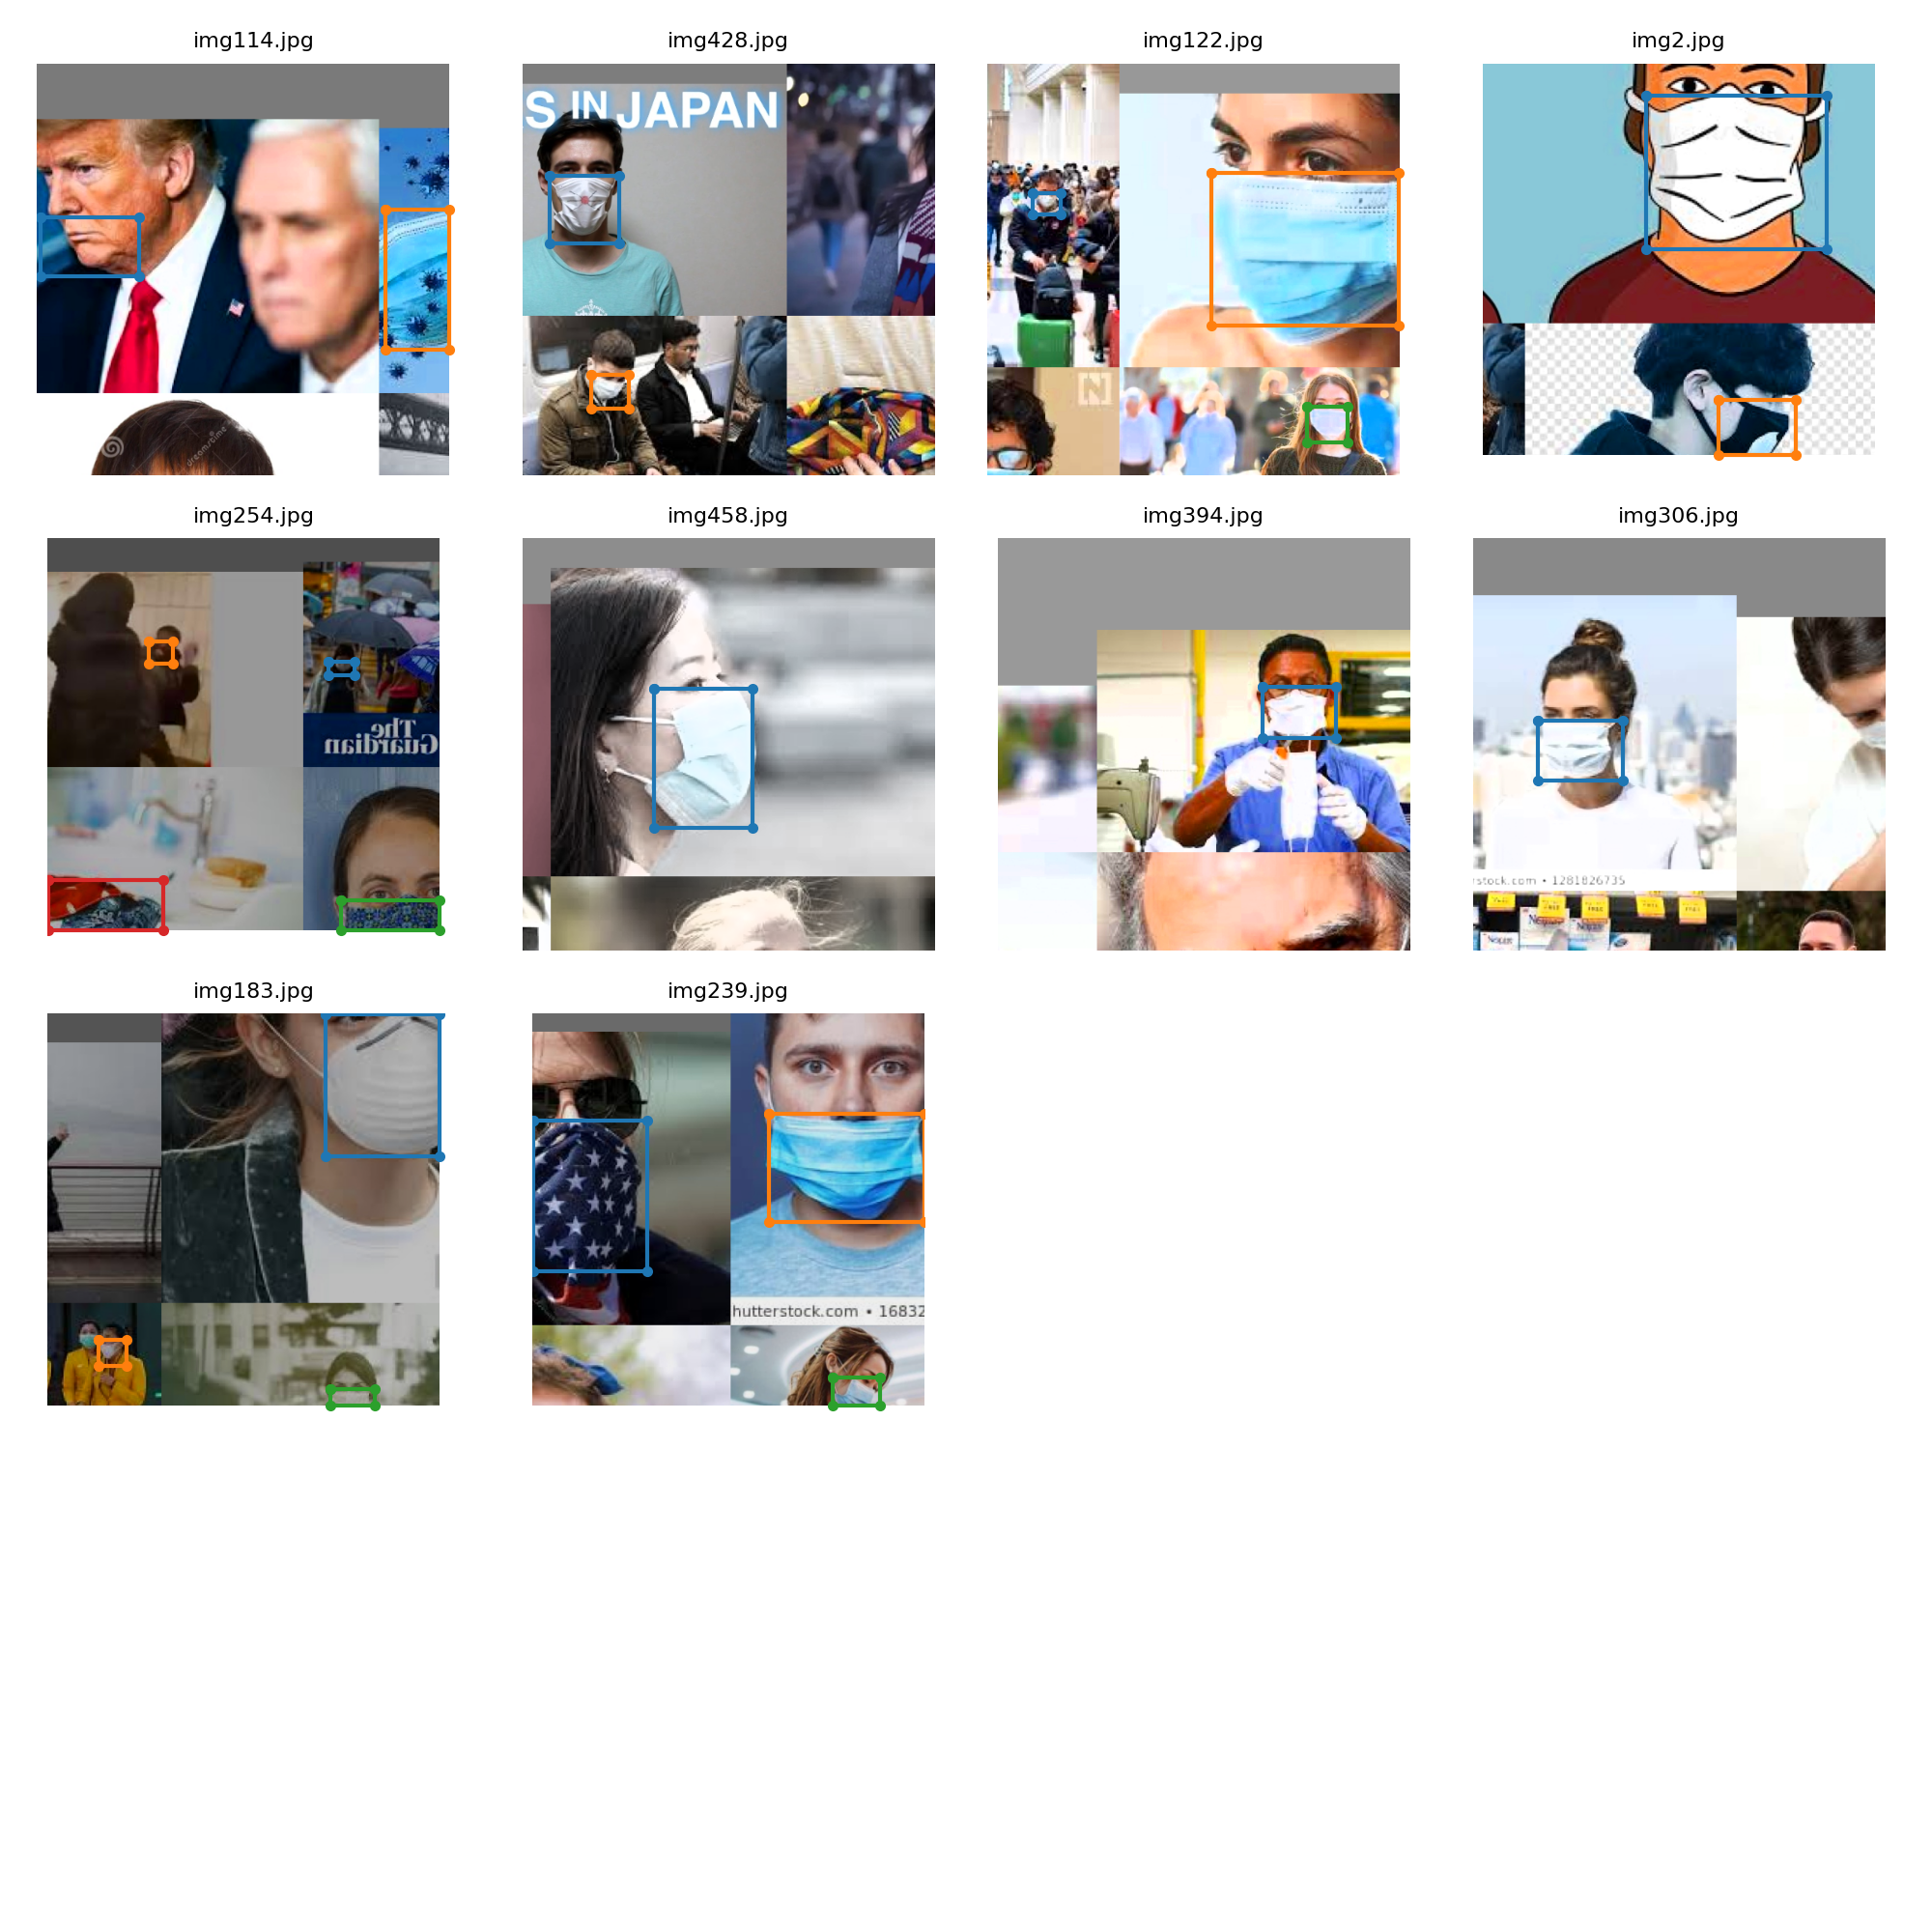 img114.jpg
img428.jpg
img122.jpg
img2.jpg
S IN JAPAN
dreamstime
[N]
img254.jpg
img458.jpg
img394.jpg
img306.jpg
The
Guardian
rstock.com • 1281826735
img183.jpg
img239.jpg
hutterstock.com • 16832